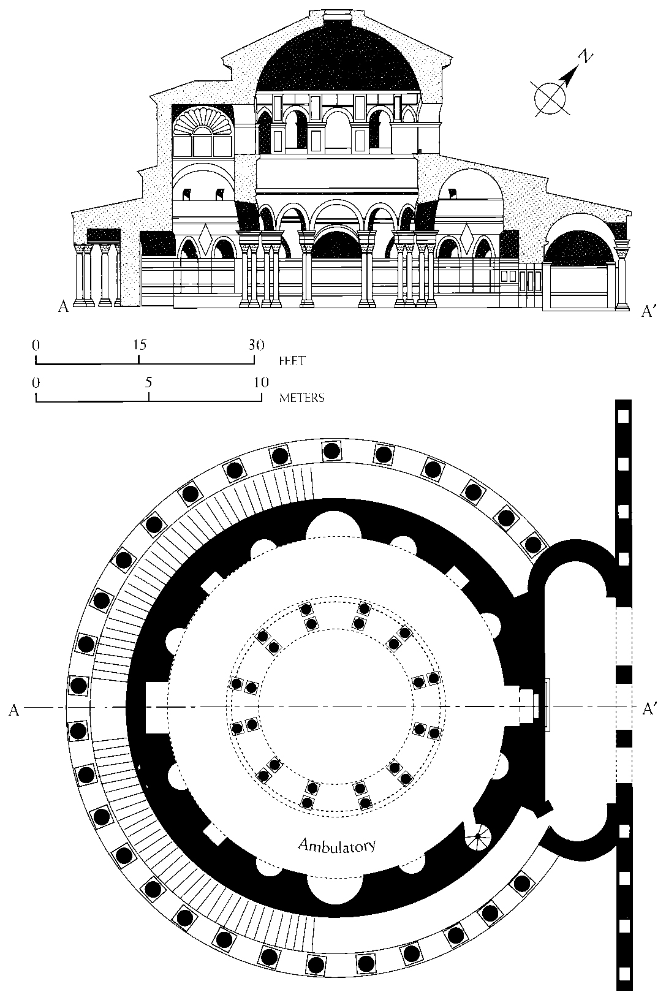 N
A A′
0 15 30
FEET
0 5 10
METERS
A A′
Ambulatory